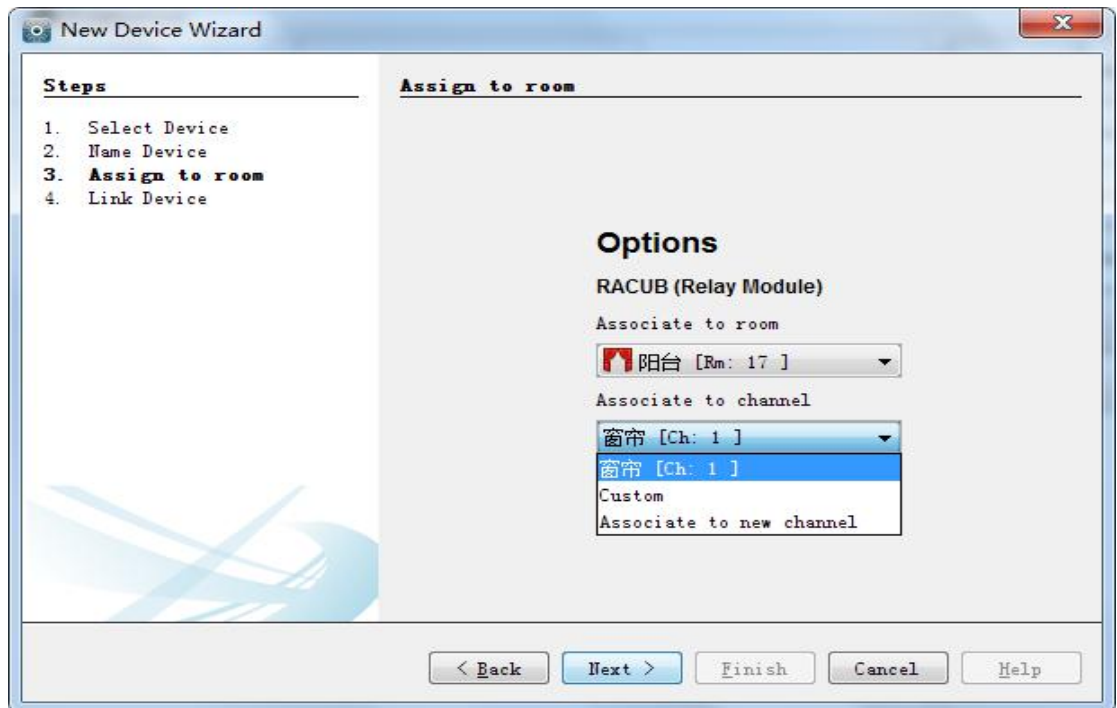 New Device Wizard
Steps
1. Select Device
2. Name Device
3. Assign to room
4. Link Device
Assign to room
Options
RACUB (Relay Module)
Associate to room
阳台 [Rm: 17 ]
Associate to channel
窗帘 [Ch: 1 ]
窗帘 [Ch: 1 ]
Custom
Associate to new channel
< Back
Next >
Finish
Cancel
Help